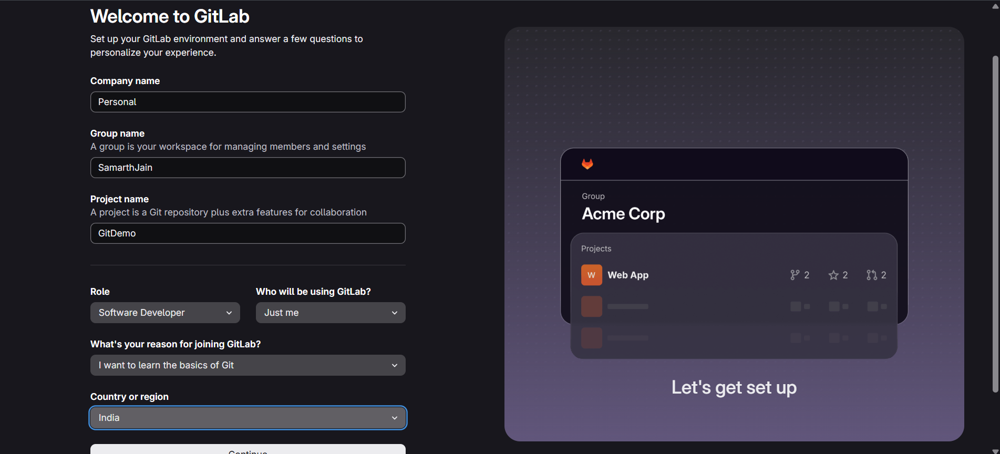 Welcome to GitLab
Set up your GitLab environment and answer a few questions to
personalize your experience.
Company name
Personal
Group name
A group is your workspace for managing members and settings
SamarthJain
Project name
A project is a Git repository plus extra features for collaboration
GitDemo
Role
Who will be using GitLab?
Software Developer
Just me
What's your reason for joining GitLab?
I want to learn the basics of Git
Country or region
India
Continue
Group
Acme Corp
Projects
W Web App 2 2 2
Let's get set up